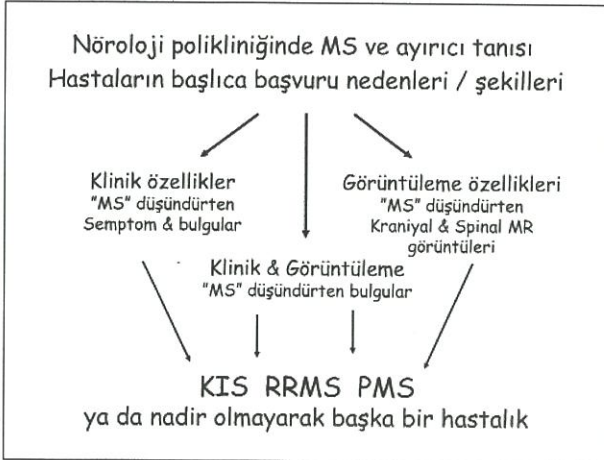 Nöroloji polikliniğinde MS ve ayırıcı tanısı
Hastaların başlıca başvuru nedenleri / şekilleri
Klinik özellikler
"MS" düşündürten
Semptom & bulgular
Görüntüleme özellikleri
"MS" düşündürten
Kraniyal & Spinal MR
görüntüleri
Klinik & Görüntüleme
"MS" düşündürten bulgular
KIS RRMS PMS
ya da nadir olmayarak başka bir hastalık